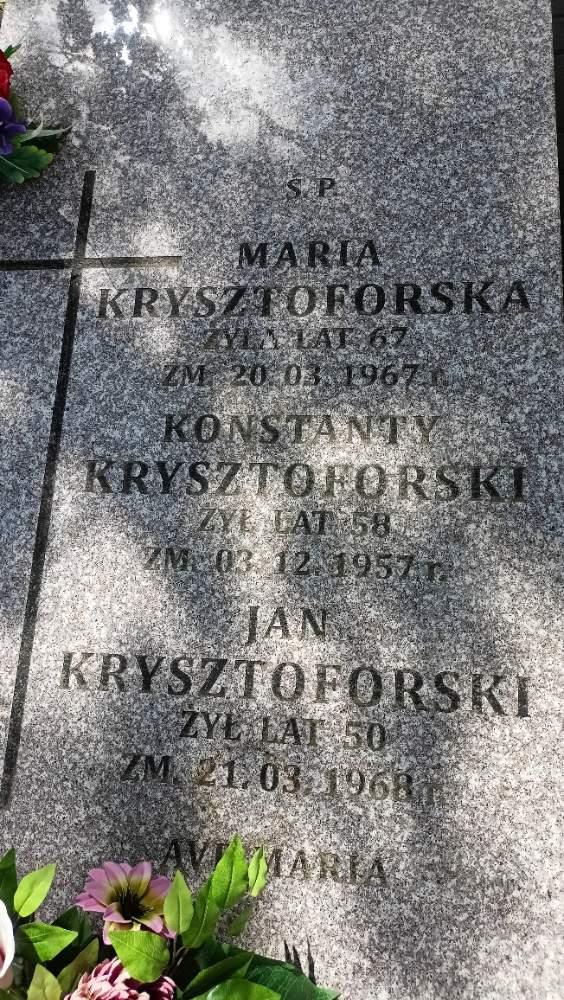 Ś.P.
MARIA
KRYSZTOFORSKA
ŻYŁA LAT 67
ZM. 20.03.1967 r.
KONSTANTY
KRYSZTOFORSKI
ŻYŁ LAT 58
ZM. 03.12.1957 r.
JAN
KRYSZTOFORSKI
ŻYŁ LAT 50
ZM. 21.03.1968 r.
AVE MARIA